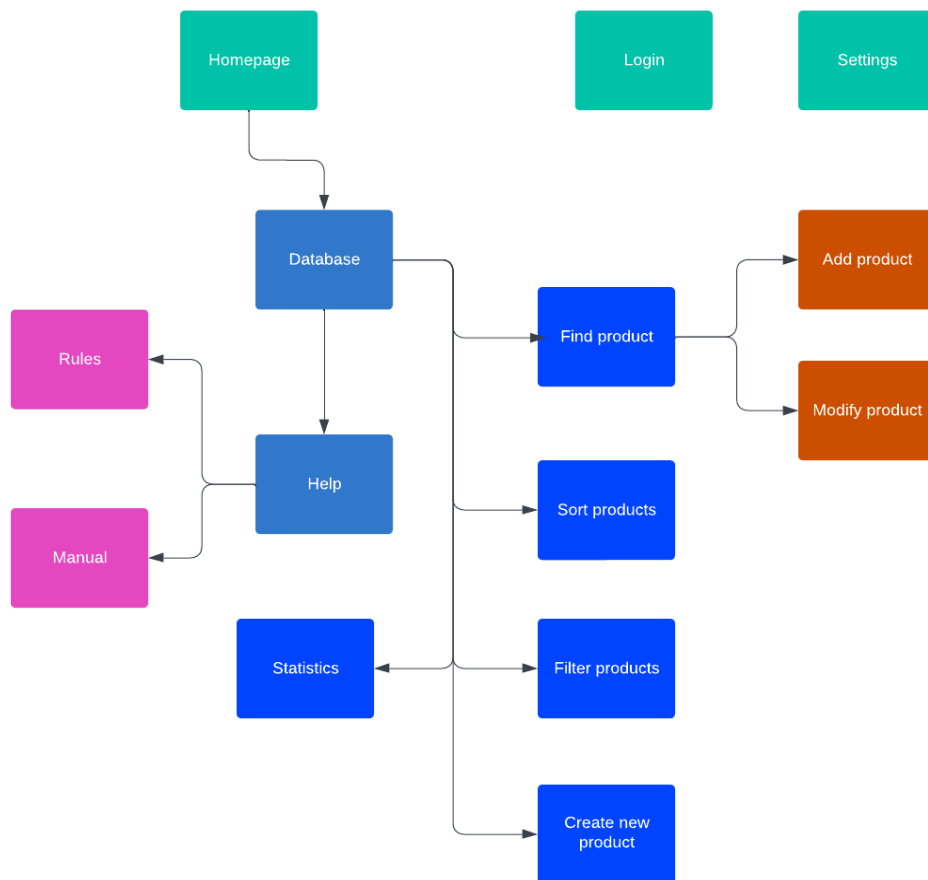 Homepage
Login
Settings
Database
Add product
Find product
Rules
Modify product
Help
Sort products
Manual
Statistics
Filter products
Create new
product